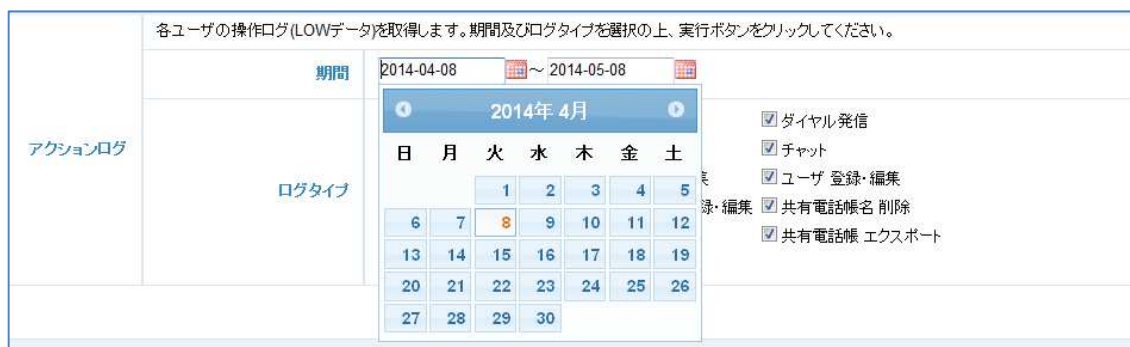 各ユーザの操作ログ(LOWデータ)を取得します。期間及びログタイプを選択の上、実行ボタンをクリックしてください。
期間
2014-04-08 ～ 2014-05-08
アクションログ
ログタイプ
2014年 4月
日 月 火 水 木 金 土
1 2 3 4 5
6 7 8 9 10 11 12
13 14 15 16 17 18 19
20 21 22 23 24 25 26
27 28 29 30
ダイヤル発信
チャット
ユーザ 登録・編集
録・編集
共有電話帳名 削除
共有電話帳 エクスポート